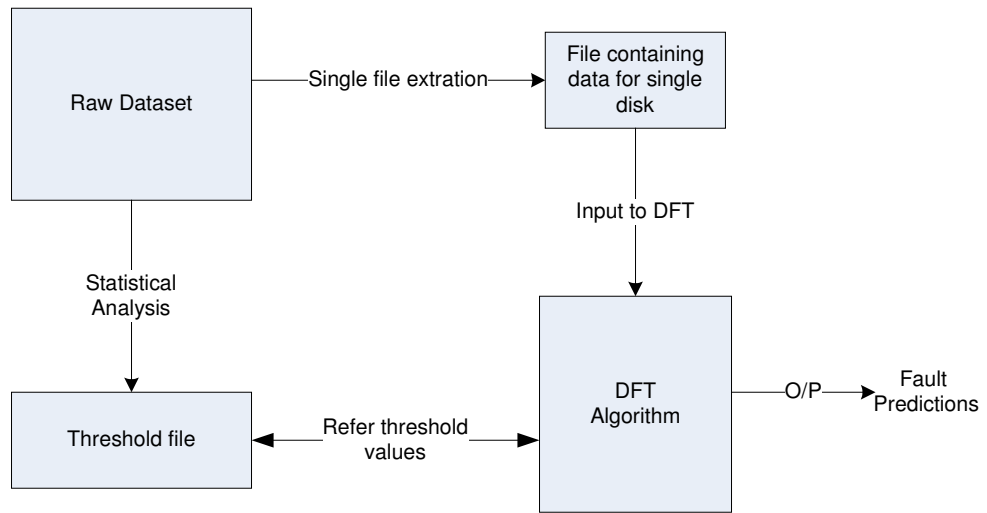 Raw Dataset
Single file extration
File containing
data for single
disk
Input to DFT
Statistical
Analysis
Threshold file
Refer threshold
values
DFT
Algorithm
O/P
Fault
Predictions